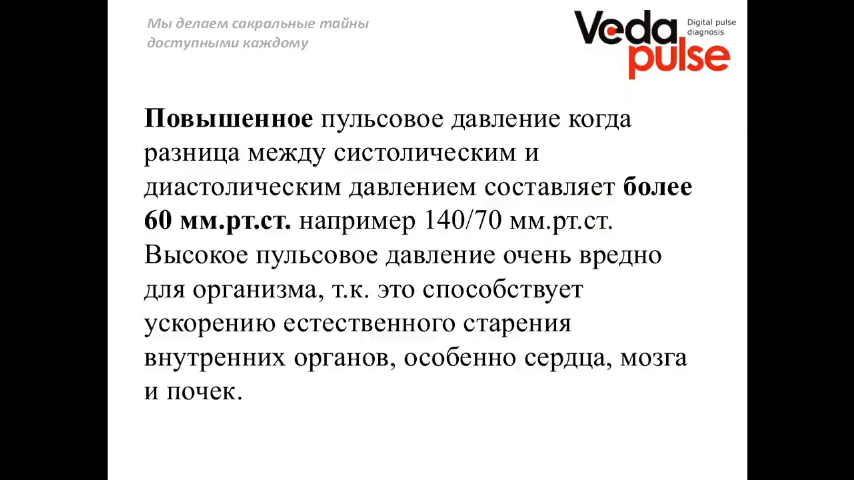 Мы делаем сакральные тайны
доступными каждому
Veda
pulse
Digital pulse
diagnosis
Повышенное пульсовое давление когда
разница между систолическим и
диастолическим давлением составляет более
60 мм.рт.ст. например 140/70 мм.рт.ст.
Высокое пульсовое давление очень вредно
для организма, т.к. это способствует
ускорению естественного старения
внутренних органов, особенно сердца, мозга
и почек.